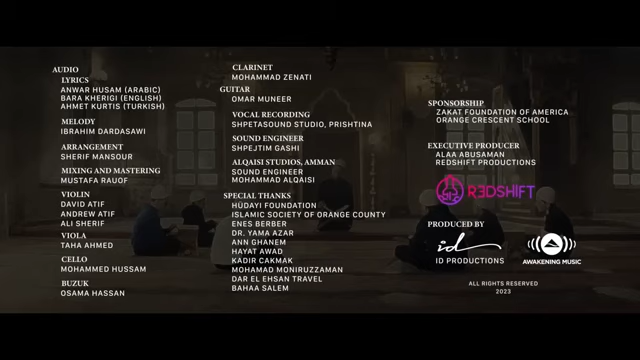 AUDIO
LYRICS
ANWAR HUSAM (ARABIC)
BARA KHERIGI (ENGLISH)
AHMET KURTIS (TURKISH)
MELODY
IBRAHIM DARDASAWI
ARRANGEMENT
SHERIF MANSOUR
MIXING AND MASTERING
MUSTAFA RAUOF
VIOLIN
DAVID ATIF
ANDREW ATIF
ALI SHERIF
VIOLA
TAHA AHMED
CELLO
MOHAMMED HUSSAM
BUZUK
OSAMA HASSAN
CLARINET
MOHAMMAD ZENATI
GUITAR
OMAR MUNEER
VOCAL RECORDING
SHPETASOUND STUDIO, PRISHTINA
SOUND ENGINEER
SHPEJTIM GASHI
ALQAISI STUDIOS, AMMAN
SOUND ENGINEER
MOHAMMAD ALQAISI
SPECIAL THANKS
HÜDAYI FOUNDATION
ISLAMIC SOCIETY OF ORANGE COUNTY
ENES BERBER
DR. YAMA AZAR
ANN GHANEM
HAYAT AWAD
KADIR CAKMAK
MOHAMAD MONIRUZZAMAN
DAR EL EHSAN TRAVEL
BAHAA SALEM
SPONSORSHIP
ZAKAT FOUNDATION OF AMERICA
ORANGE CRESCENT SCHOOL
EXECUTIVE PRODUCER
ALAA ABUSAMAN
REDSHIFT PRODUCTIONS
R3DSHIFT
PRODUCED BY
id
ID PRODUCTIONS
AWAKENING MUSIC
ALL RIGHTS RESERVED
2023